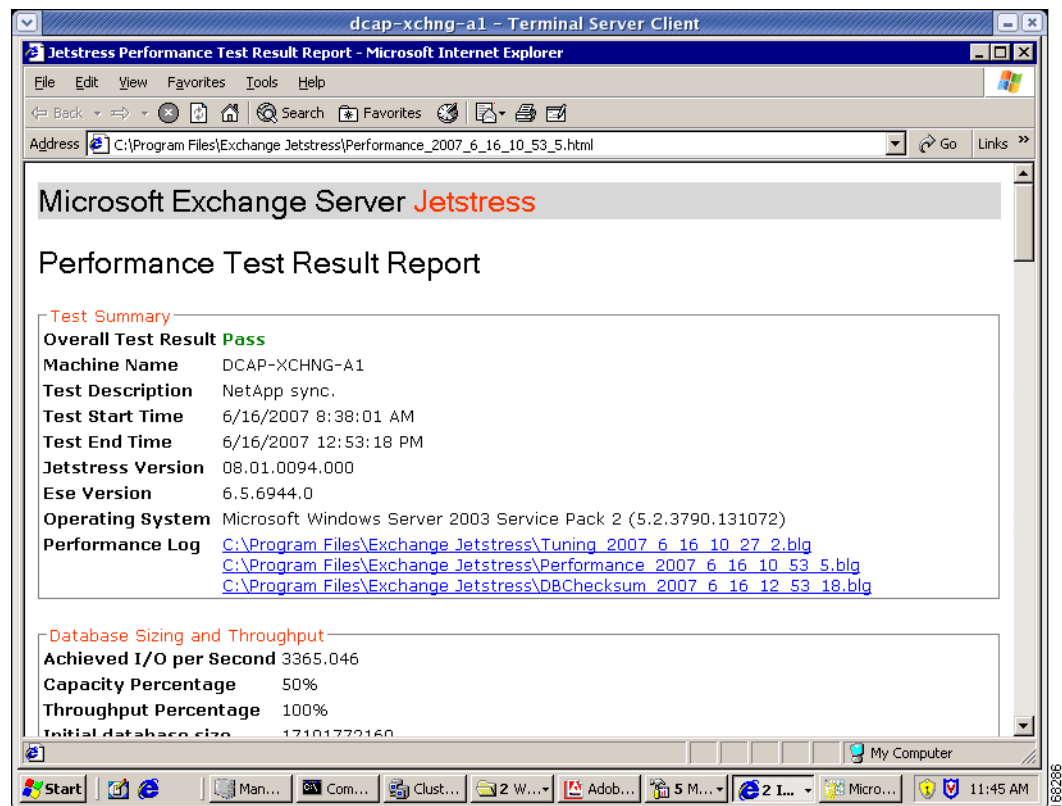 dcap-xchng-a1 - Terminal Server Client
Jetstress Performance Test Result Report - Microsoft Internet Explorer
File Edit View Favorites Tools Help
Back Search Favorites
Address C:\Program Files\Exchange Jetstress\Performance_2007_6_16_10_53_5.html Go Links »
Microsoft Exchange Server Jetstress
Performance Test Result Report
Test Summary
Overall Test Result Pass
Machine Name DCAP-XCHNG-A1
Test Description NetApp sync.
Test Start Time 6/16/2007 8:38:01 AM
Test End Time 6/16/2007 12:53:18 PM
Jetstress Version 08.01.0094.000
Ese Version 6.5.6944.0
Operating System Microsoft Windows Server 2003 Service Pack 2 (5.2.3790.131072)
Performance Log C:\Program Files\Exchange Jetstress\Tuning_2007_6_16_10_27_2.blg
C:\Program Files\Exchange Jetstress\Performance_2007_6_16_10_53_5.blg
C:\Program Files\Exchange Jetstress\DBChecksum_2007_6_16_12_53_18.blg
Database Sizing and Throughput
Achieved I/O per Second 3365.046
Capacity Percentage 50%
Throughput Percentage 100%
Initial database size 17101772160
My Computer
Start Man... Com... Clust... 2 W... Adob... 5 M... 2 I... Micro... 11:45 AM